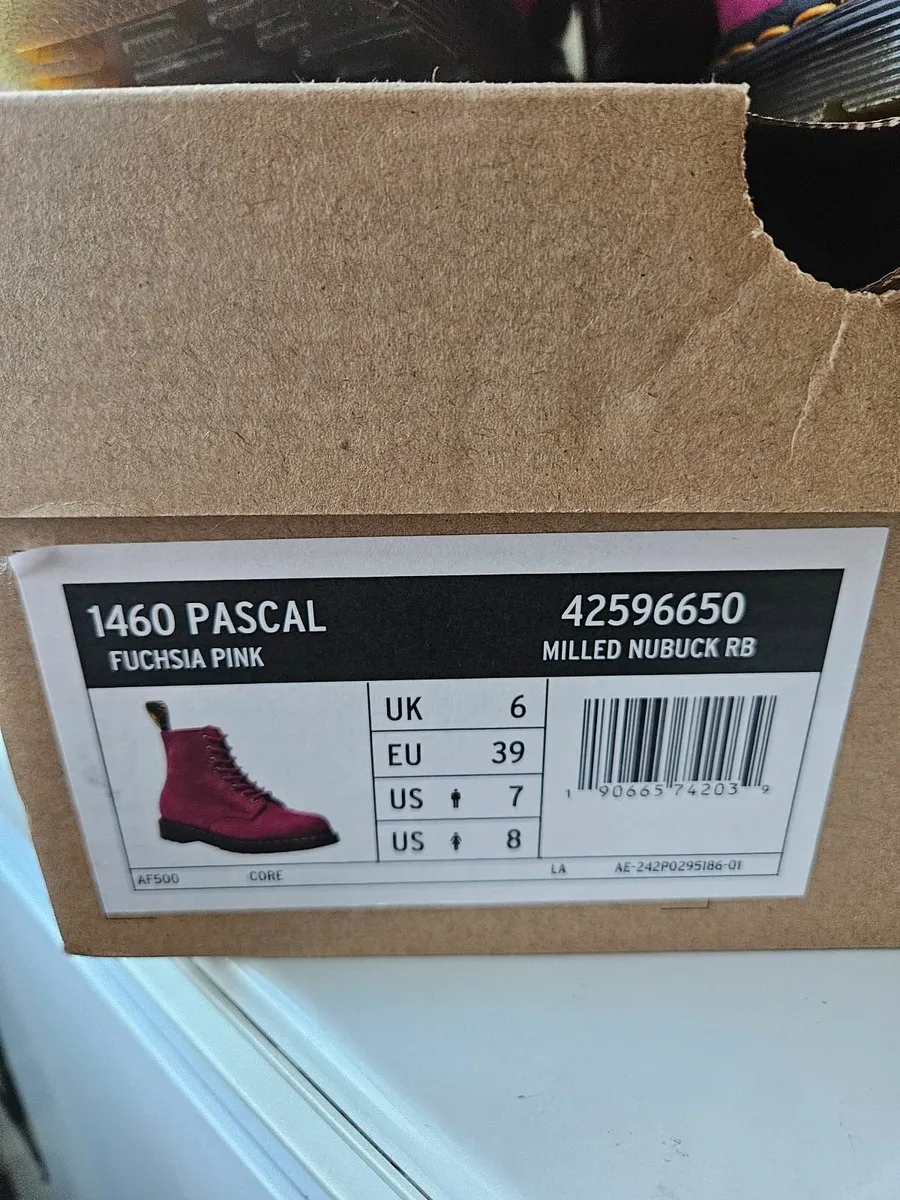 1460 PASCAL
FUCHSIA PINK
42596650
MILLED NUBUCK RB
UK 6
EU 39
US 7
US 8
1 90665 74203 9
AF500 CORE LA AE-242P0295186-01